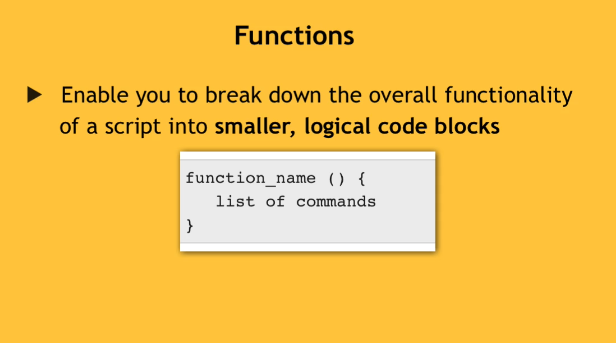 Functions
Enable you to break down the overall functionality
of a script into smaller, logical code blocks
function_name () {
list of commands
}